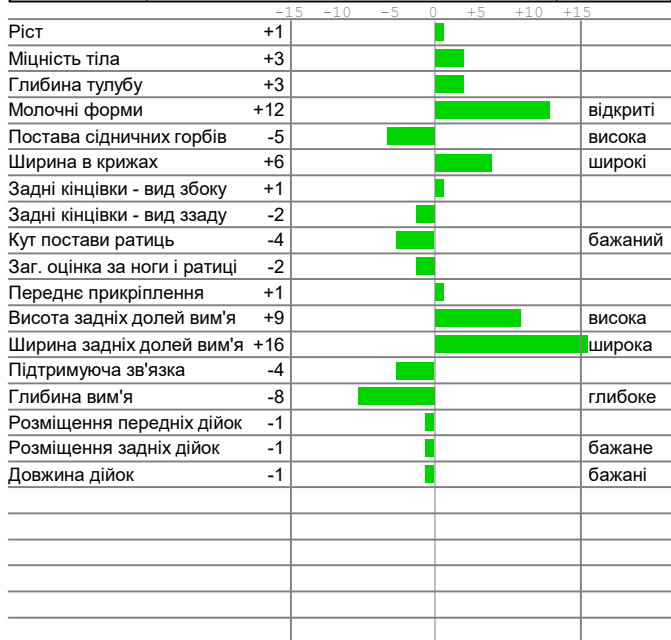 -15 -10 -5 0 +5 +10 +15
Ріст +1
Міцність тіла +3
Глибина тулубу +3
Молочні форми +12 відкриті
Постава сідничних горбів -5 висока
Ширина в крижах +6 широкі
Задні кінцівки - вид збоку +1
Задні кінцівки - вид ззаду -2
Кут постави ратиць -4 бажаний
Заг. оцінка за ноги і ратиці -2
Переднє прикріплення +1
Висота задніх долей вим'я +9 висока
Ширина задніх долей вим'я +16 широка
Підтримуюча зв'язка -4
Глибина вим'я -8 глибоке
Розміщення передніх дійок -1
Розміщення задніх дійок -1 бажане
Довжина дійок -1 бажані